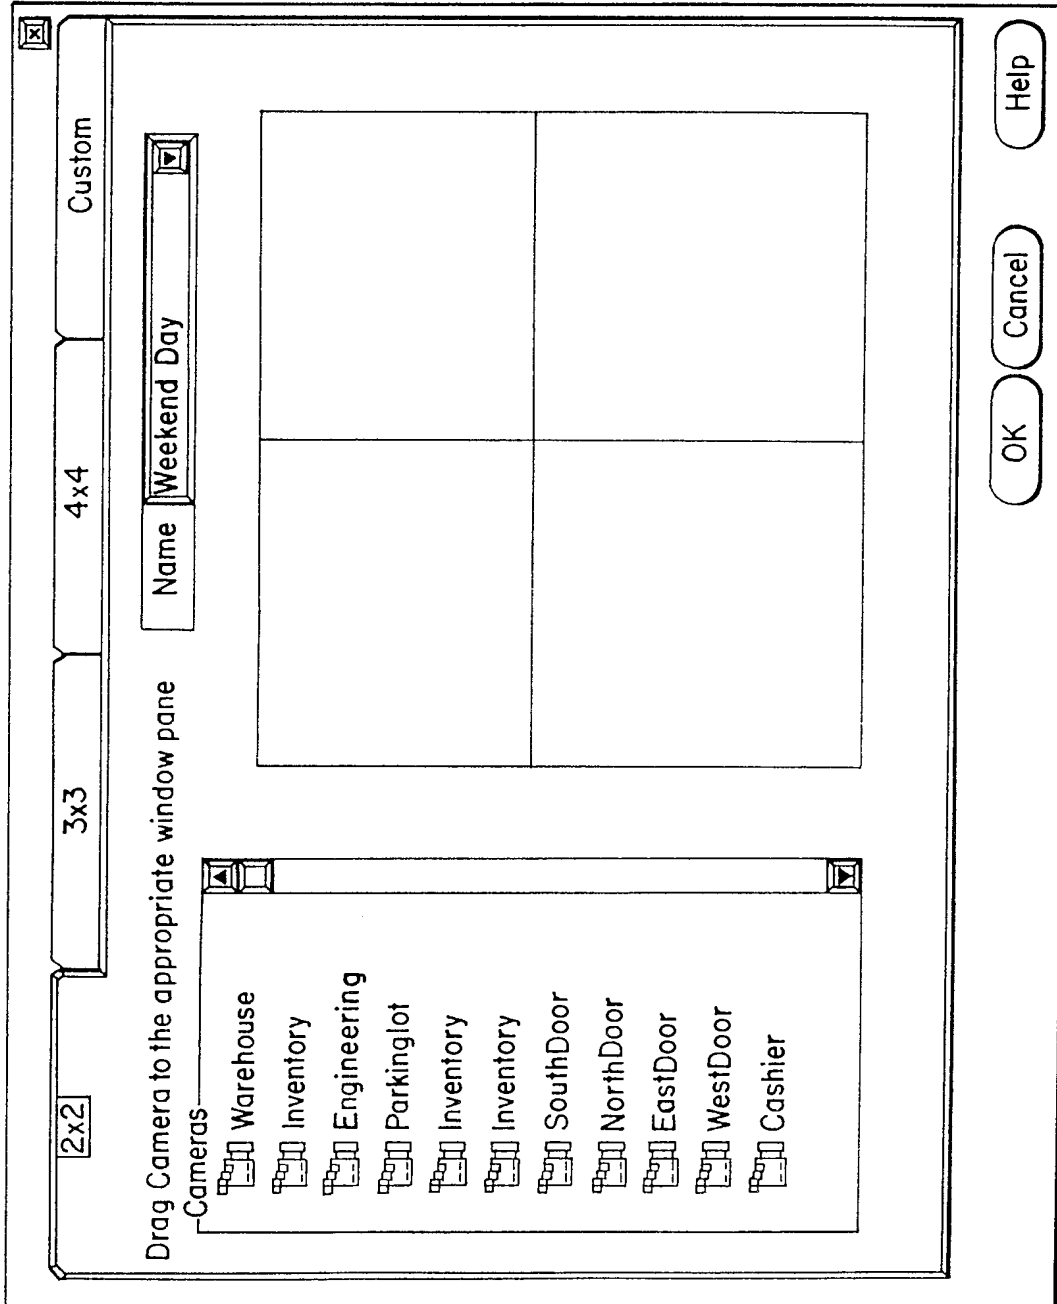 2x2
3x3
4x4
Custom
Drag Camera to the appropriate window pane
Name
Weekend Day
Cameras
Warehouse
Inventory
Engineering
Parkinglot
Inventory
Inventory
SouthDoor
NorthDoor
EastDoor
WestDoor
Cashier
OK
Cancel
Help